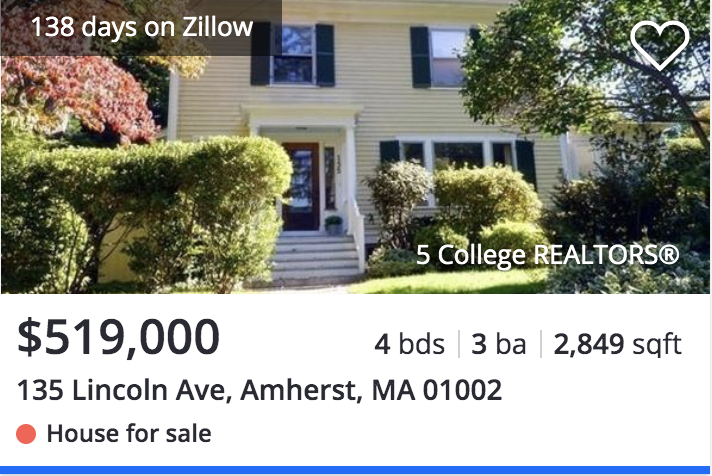 138 days on Zillow
135
5 College REALTORS®
$519,000
4 bds | 3 ba | 2,849 sqft
135 Lincoln Ave, Amherst, MA 01002
House for sale